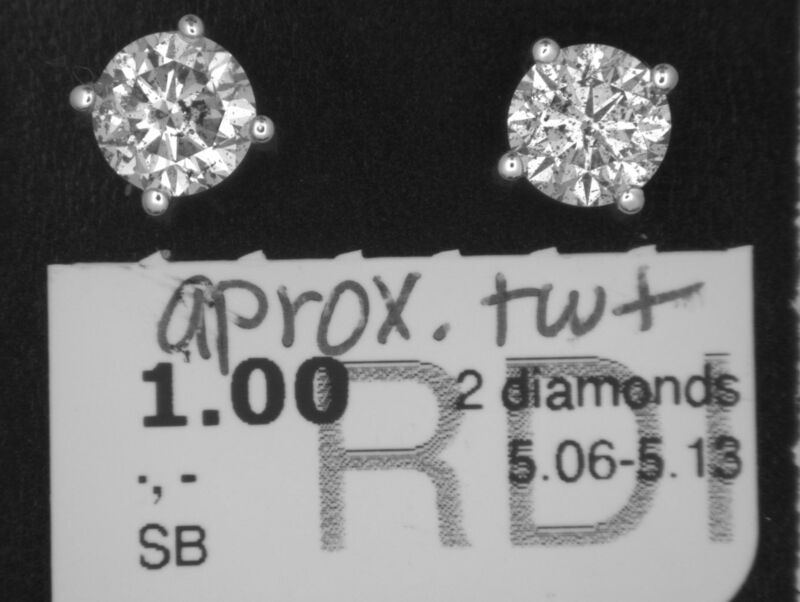 aprox. twt
1.00 2 diamonds
5.06-5.13
., -
SB
RDI